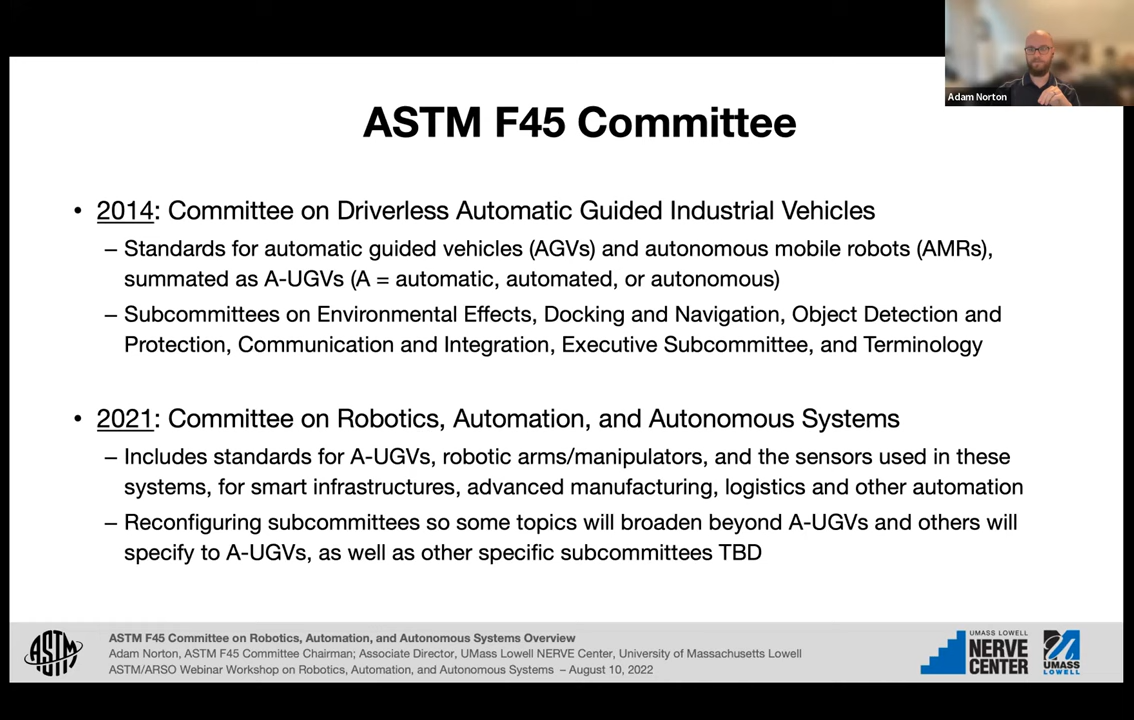 Adam Norton
ASTM F45 Committee
• 2014: Committee on Driverless Automatic Guided Industrial Vehicles
– Standards for automatic guided vehicles (AGVs) and autonomous mobile robots (AMRs),
summated as A-UGVs (A = automatic, automated, or autonomous)
– Subcommittees on Environmental Effects, Docking and Navigation, Object Detection and
Protection, Communication and Integration, Executive Subcommittee, and Terminology
• 2021: Committee on Robotics, Automation, and Autonomous Systems
– Includes standards for A-UGVs, robotic arms/manipulators, and the sensors used in these
systems, for smart infrastructures, advanced manufacturing, logistics and other automation
– Reconfiguring subcommittees so some topics will broaden beyond A-UGVs and others will
specify to A-UGVs, as well as other specific subcommittees TBD
ASTM
ASTM F45 Committee on Robotics, Automation, and Autonomous Systems Overview
Adam Norton, ASTM F45 Committee Chairman; Associate Director, UMass Lowell NERVE Center, University of Massachusetts Lowell
ASTM/ARSO Webinar Workshop on Robotics, Automation, and Autonomous Systems – August 10, 2022
UMASS LOWELL
NERVE
CENTER
UMASS
LOWELL